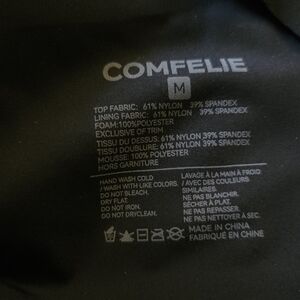 COMFELIE
M
TOP FABRIC: 61% NYLON 39% SPANDEX
LINING FABRIC: 61% NYLON 39% SPANDEX
FOAM:100%POLYESTER
EXCLUSIVE OF TRIM
TISSU DU DESSUS: 61% NYLON 39% SPANDEX
TISSU DOUBLURE: 61% NYLON 39% SPANDEX
MOUSSE: 100% POLYESTER
HORS GARNITURE
HAND WASH COLD
/ WASH WITH LIKE COLORS.
DO NOT BLEACH.
DRY FLAT.
DO NOT IRON.
DO NOT DRYCLEAN.
LAVAGE À LA MAIN À FROID
/ AVEC DES COULEURS
SIMILAIRES.
NE PAS BLANCHIR.
SÉCHER À PLAT.
NE PAS REPASSER.
NE PAS NETTOYER À SEC.
MADE IN CHINA
FABRIQUÉ EN CHINE